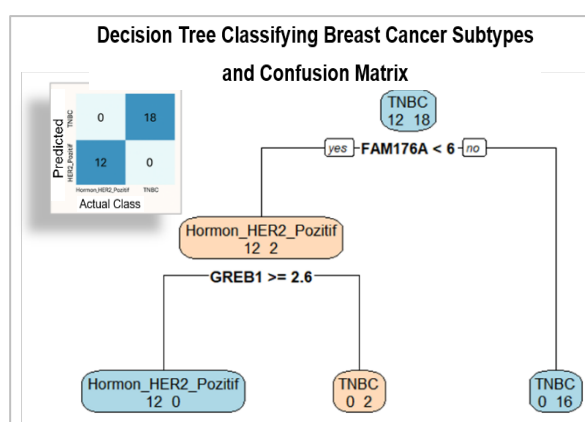 Decision Tree Classifying Breast Cancer Subtypes
and Confusion Matrix
Predicted
TNBC
HER2_Pozitif
0 18
12 0
Hormon_HER2_Pozitif TNBC
Actual Class
TNBC
12 18
yes FAM176A < 6 no
Hormon_HER2_Pozitif
12 2
GREB1 >= 2.6
Hormon_HER2_Pozitif
12 0
TNBC
0 2
TNBC
0 16